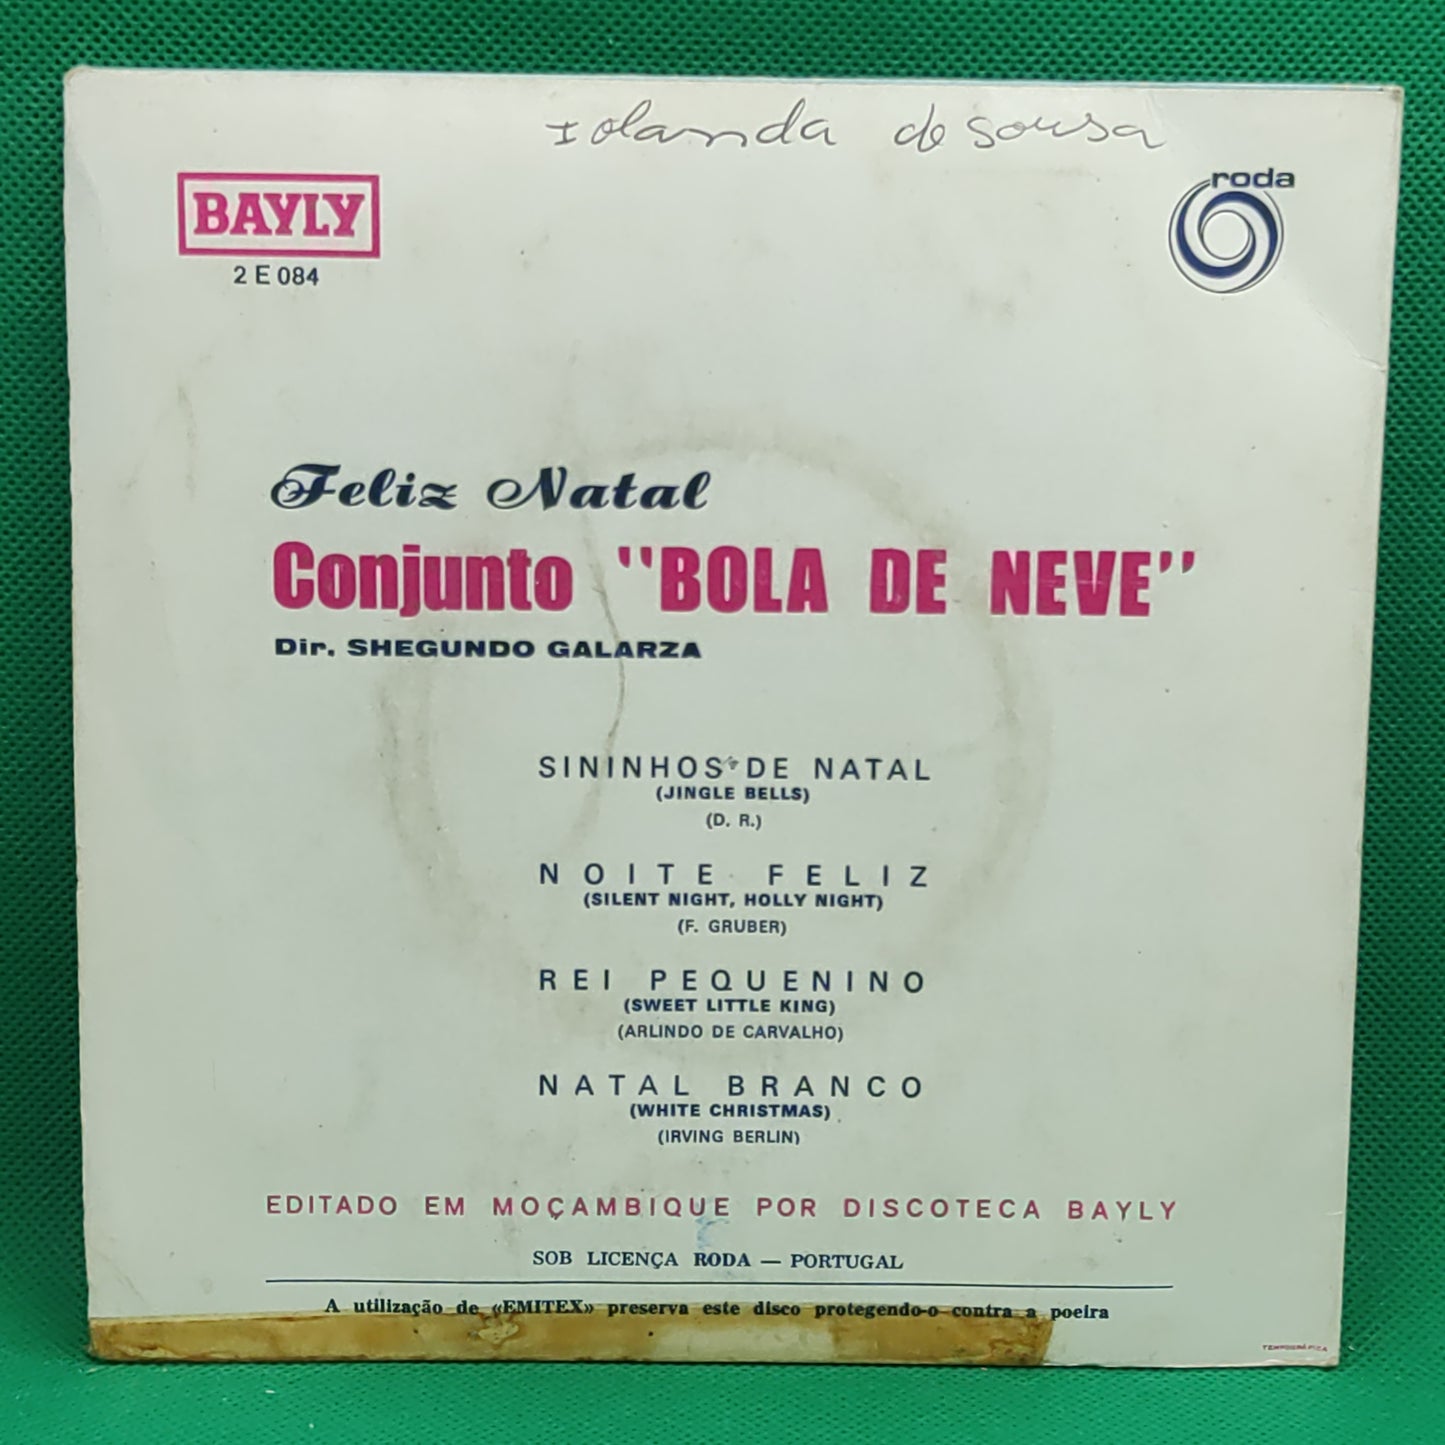 Iolanda de Sousa
BAYLY
2 E 084
roda
Feliz Natal
Conjunto "BOLA DE NEVE"
Dir. SHEGUNDO GALARZA
SININHOS DE NATAL
(JINGLE BELLS)
(D. R.)
NOITE FELIZ
(SILENT NIGHT, HOLLY NIGHT)
(F. GRUBER)
REI PEQUENINO
(SWEET LITTLE KING)
(ARLINDO DE CARVALHO)
NATAL BRANCO
(WHITE CHRISTMAS)
(IRVING BERLIN)
EDITADO EM MOÇAMBIQUE POR DISCOTECA BAYLY
SOB LICENÇA RODA — PORTUGAL
A utilização de «EMITEX» preserva este disco protegendo-o contra a poeira